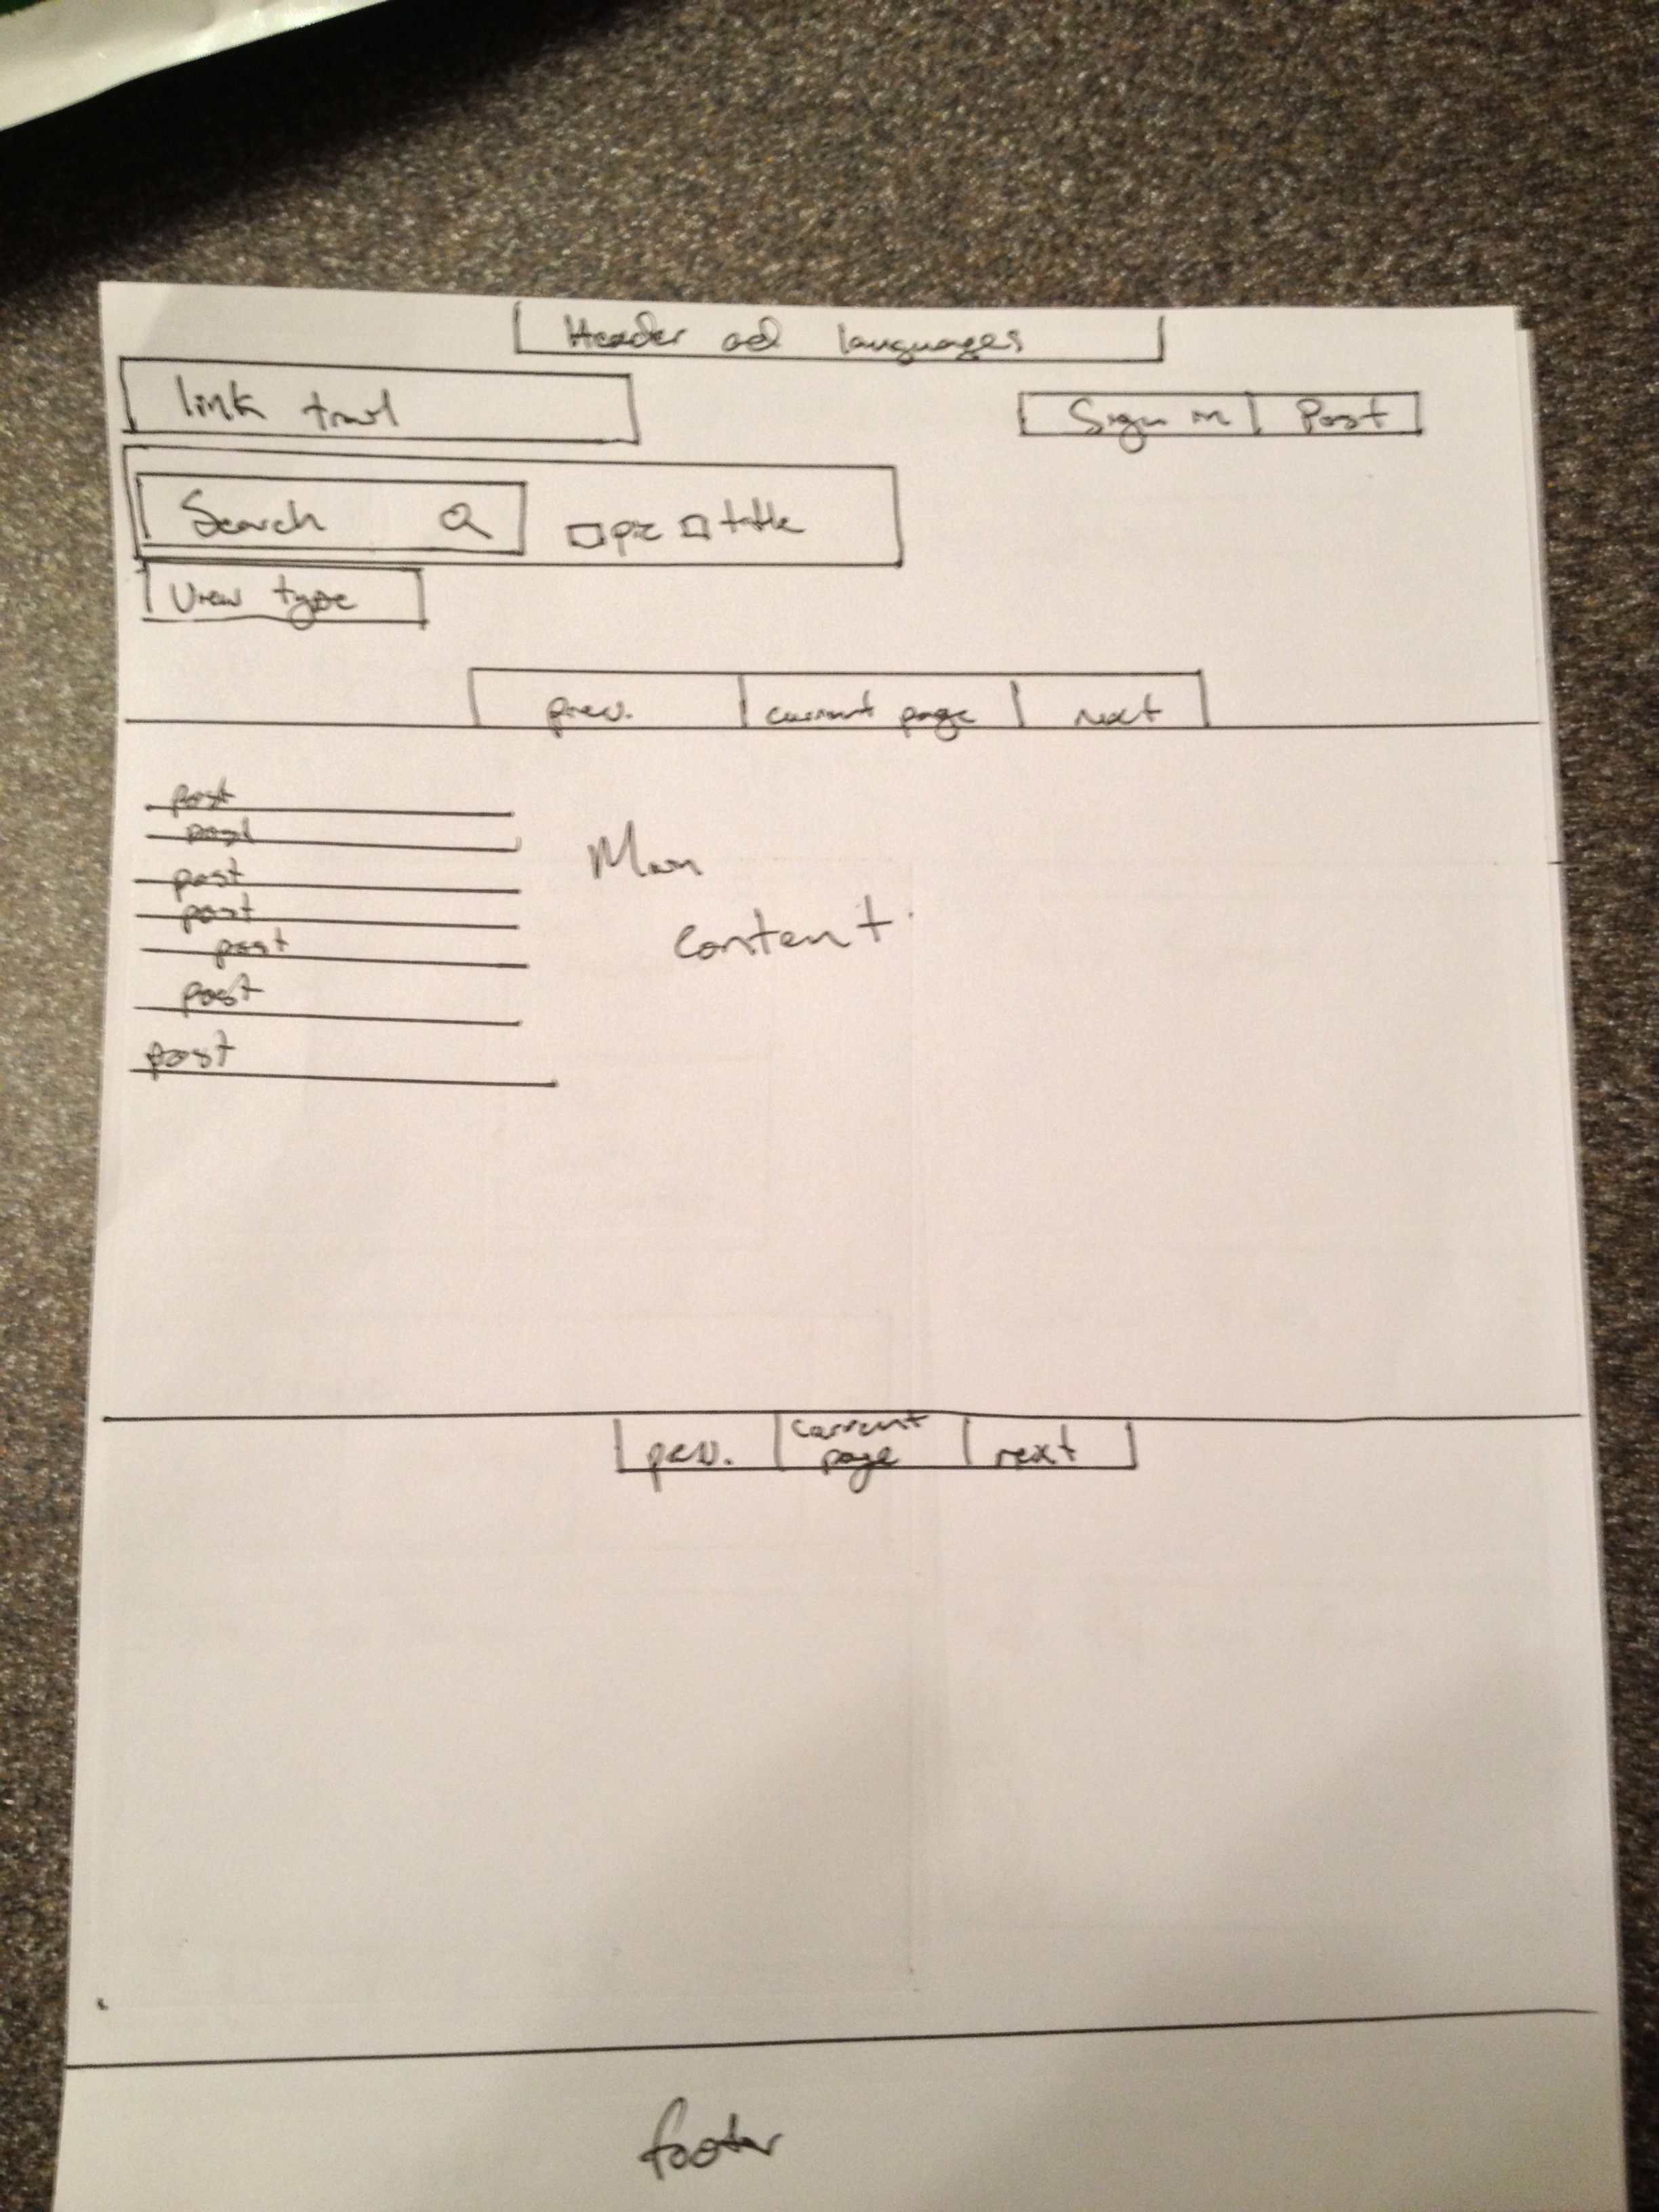 Header ad languages
link trail
Sign in Post
Search pic title
View type
prev. current page next
post
post
post
post
post
post
post
Main
Content
prev. current page next
footer